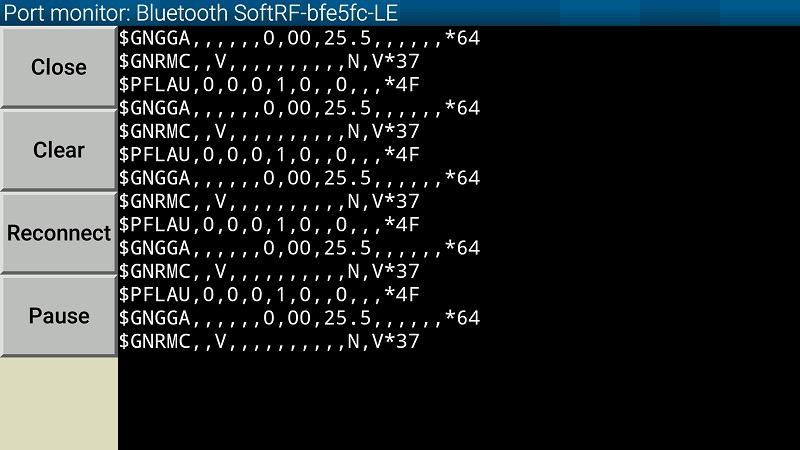 Port monitor: Bluetooth SoftRF-bfe5fc-LE
Close
Clear
Reconnect
Pause
$GNGGA,,,,,,0,00,25.5,,,,,,*64
$GNRMC,,V,,,,,,,,,,N,V*37
$PFLAU,0,0,0,1,0,,0,,,*4F
$GNGGA,,,,,,0,00,25.5,,,,,,*64
$GNRMC,,V,,,,,,,,,,N,V*37
$PFLAU,0,0,0,1,0,,0,,,*4F
$GNGGA,,,,,,0,00,25.5,,,,,,*64
$GNRMC,,V,,,,,,,,,,N,V*37
$PFLAU,0,0,0,1,0,,0,,,*4F
$GNGGA,,,,,,0,00,25.5,,,,,,*64
$GNRMC,,V,,,,,,,,,,N,V*37
$PFLAU,0,0,0,1,0,,0,,,*4F
$GNGGA,,,,,,0,00,25.5,,,,,,*64
$GNRMC,,V,,,,,,,,,,N,V*37